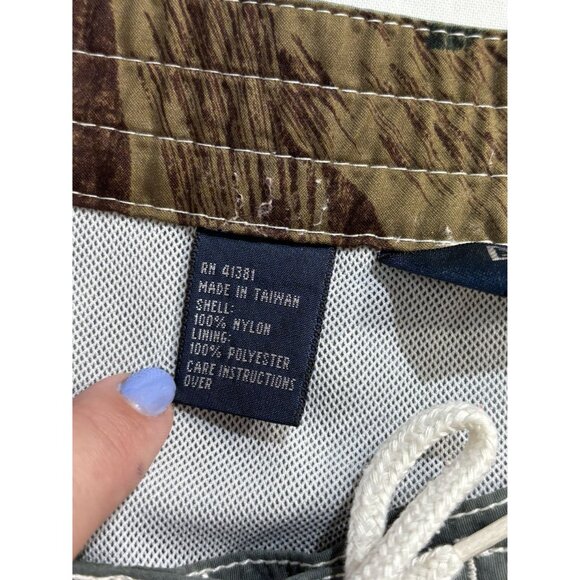 RN 41381
MADE IN TAIWAN
SHELL:
100% NYLON
LINING:
100% POLYESTER
CARE INSTRUCTIONS
OVER